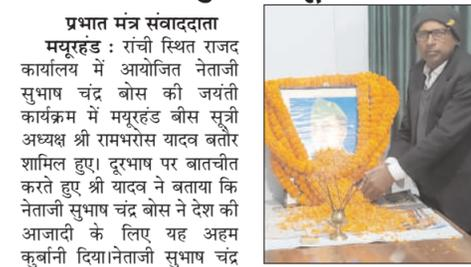 प्रभात मंत्र संवाददाता
मयूरहंड : रांची स्थित राजद
कार्यालय में आयोजित नेताजी
सुभाष चंद्र बोस की जयंती
कार्यक्रम में मयूरहंड बीस सूत्री
अध्यक्ष श्री रामभरोस यादव बतौर
शामिल हुए। दूरभाष पर बातचीत
करते हुए श्री यादव ने बताया कि
नेताजी सुभाष चंद्र बोस ने देश की
आजादी के लिए यह अहम
कुर्बानी दिया।नेताजी सुभाष चंद्र